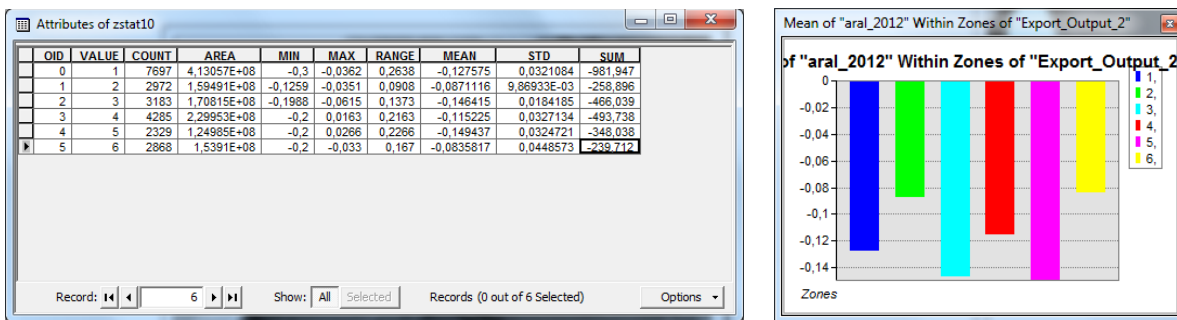 Attributes of zstat10
OID VALUE COUNT AREA MIN MAX RANGE MEAN STD SUM
0 1 7697 4,13057E+08 -0,3 -0,0362 0,2638 -0,127575 0,0321084 -981,947
1 2 2972 1,59491E+08 -0,1259 -0,0351 0,0908 -0,0871116 9,86933E-03 -258,896
2 3 3183 1,70815E+08 -0,1988 -0,0615 0,1373 -0,146415 0,0184185 -466,039
3 4 4285 2,29953E+08 -0,2 0,0163 0,2163 -0,115225 0,0327134 -493,738
4 5 2329 1,24985E+08 -0,2 0,0266 0,2266 -0,149437 0,0324721 -348,038
5 6 2868 1,5391E+08 -0,2 -0,033 0,167 -0,0835817 0,0448573 -239,712
Record: 6 Show: All Selected Records (0 out of 6 Selected) Options
Mean of "aral_2012" Within Zones of "Export_Output_2"
of "aral_2012" Within Zones of "Export_Output_2
0
-0,02
-0,04
-0,06
-0,08
-0,1
-0,12
-0,14
Zones
1,
2,
3,
4,
5,
6,